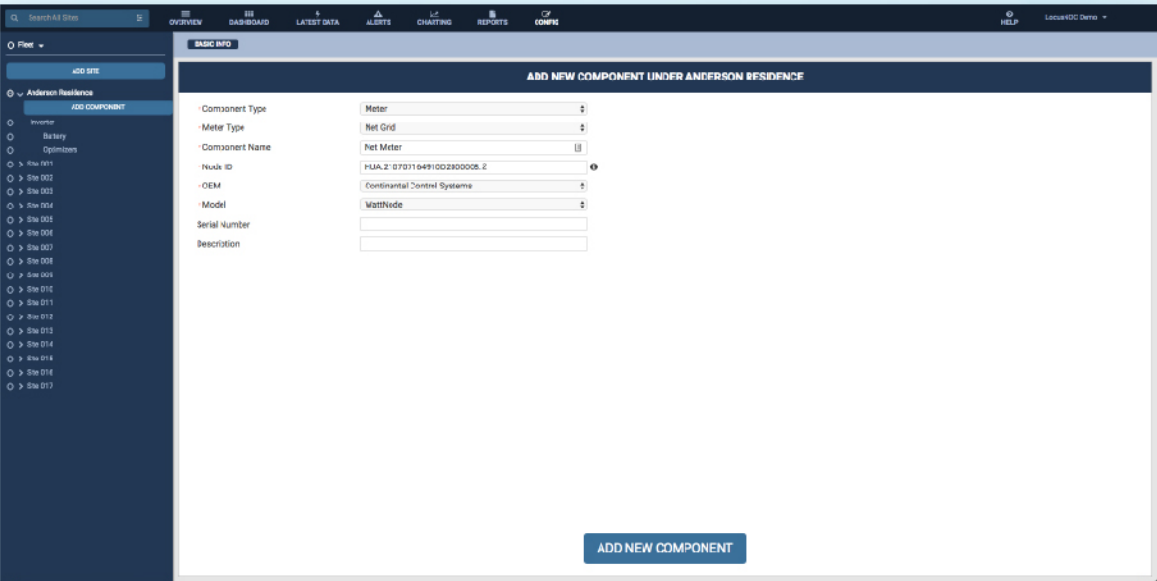 Search All Sites
OVERVIEW DASHBOARD LATEST DATA ALERTS CHARTING REPORTS CONFIG HELP Locus NOC Demo
Fleet
BASIC INFO
ADD SITE
ADD NEW COMPONENT UNDER ANDERSON RESIDENCE
Anderson Residence
ADD COMPONENT
Inverter
Battery
Optimizers
Site 001
Site 002
Site 003
Site 004
Site 005
Site 006
Site 007
Site 008
Site 009
Site 010
Site 011
Site 012
Site 013
Site 014
Site 015
Site 016
Site 017
*Component Type Meter
*Meter Type Net Grid
*Component Name Net Meter
*Node ID
*OEM Continental Control Systems
*Model WattNode
Serial Number
Description
ADD NEW COMPONENT